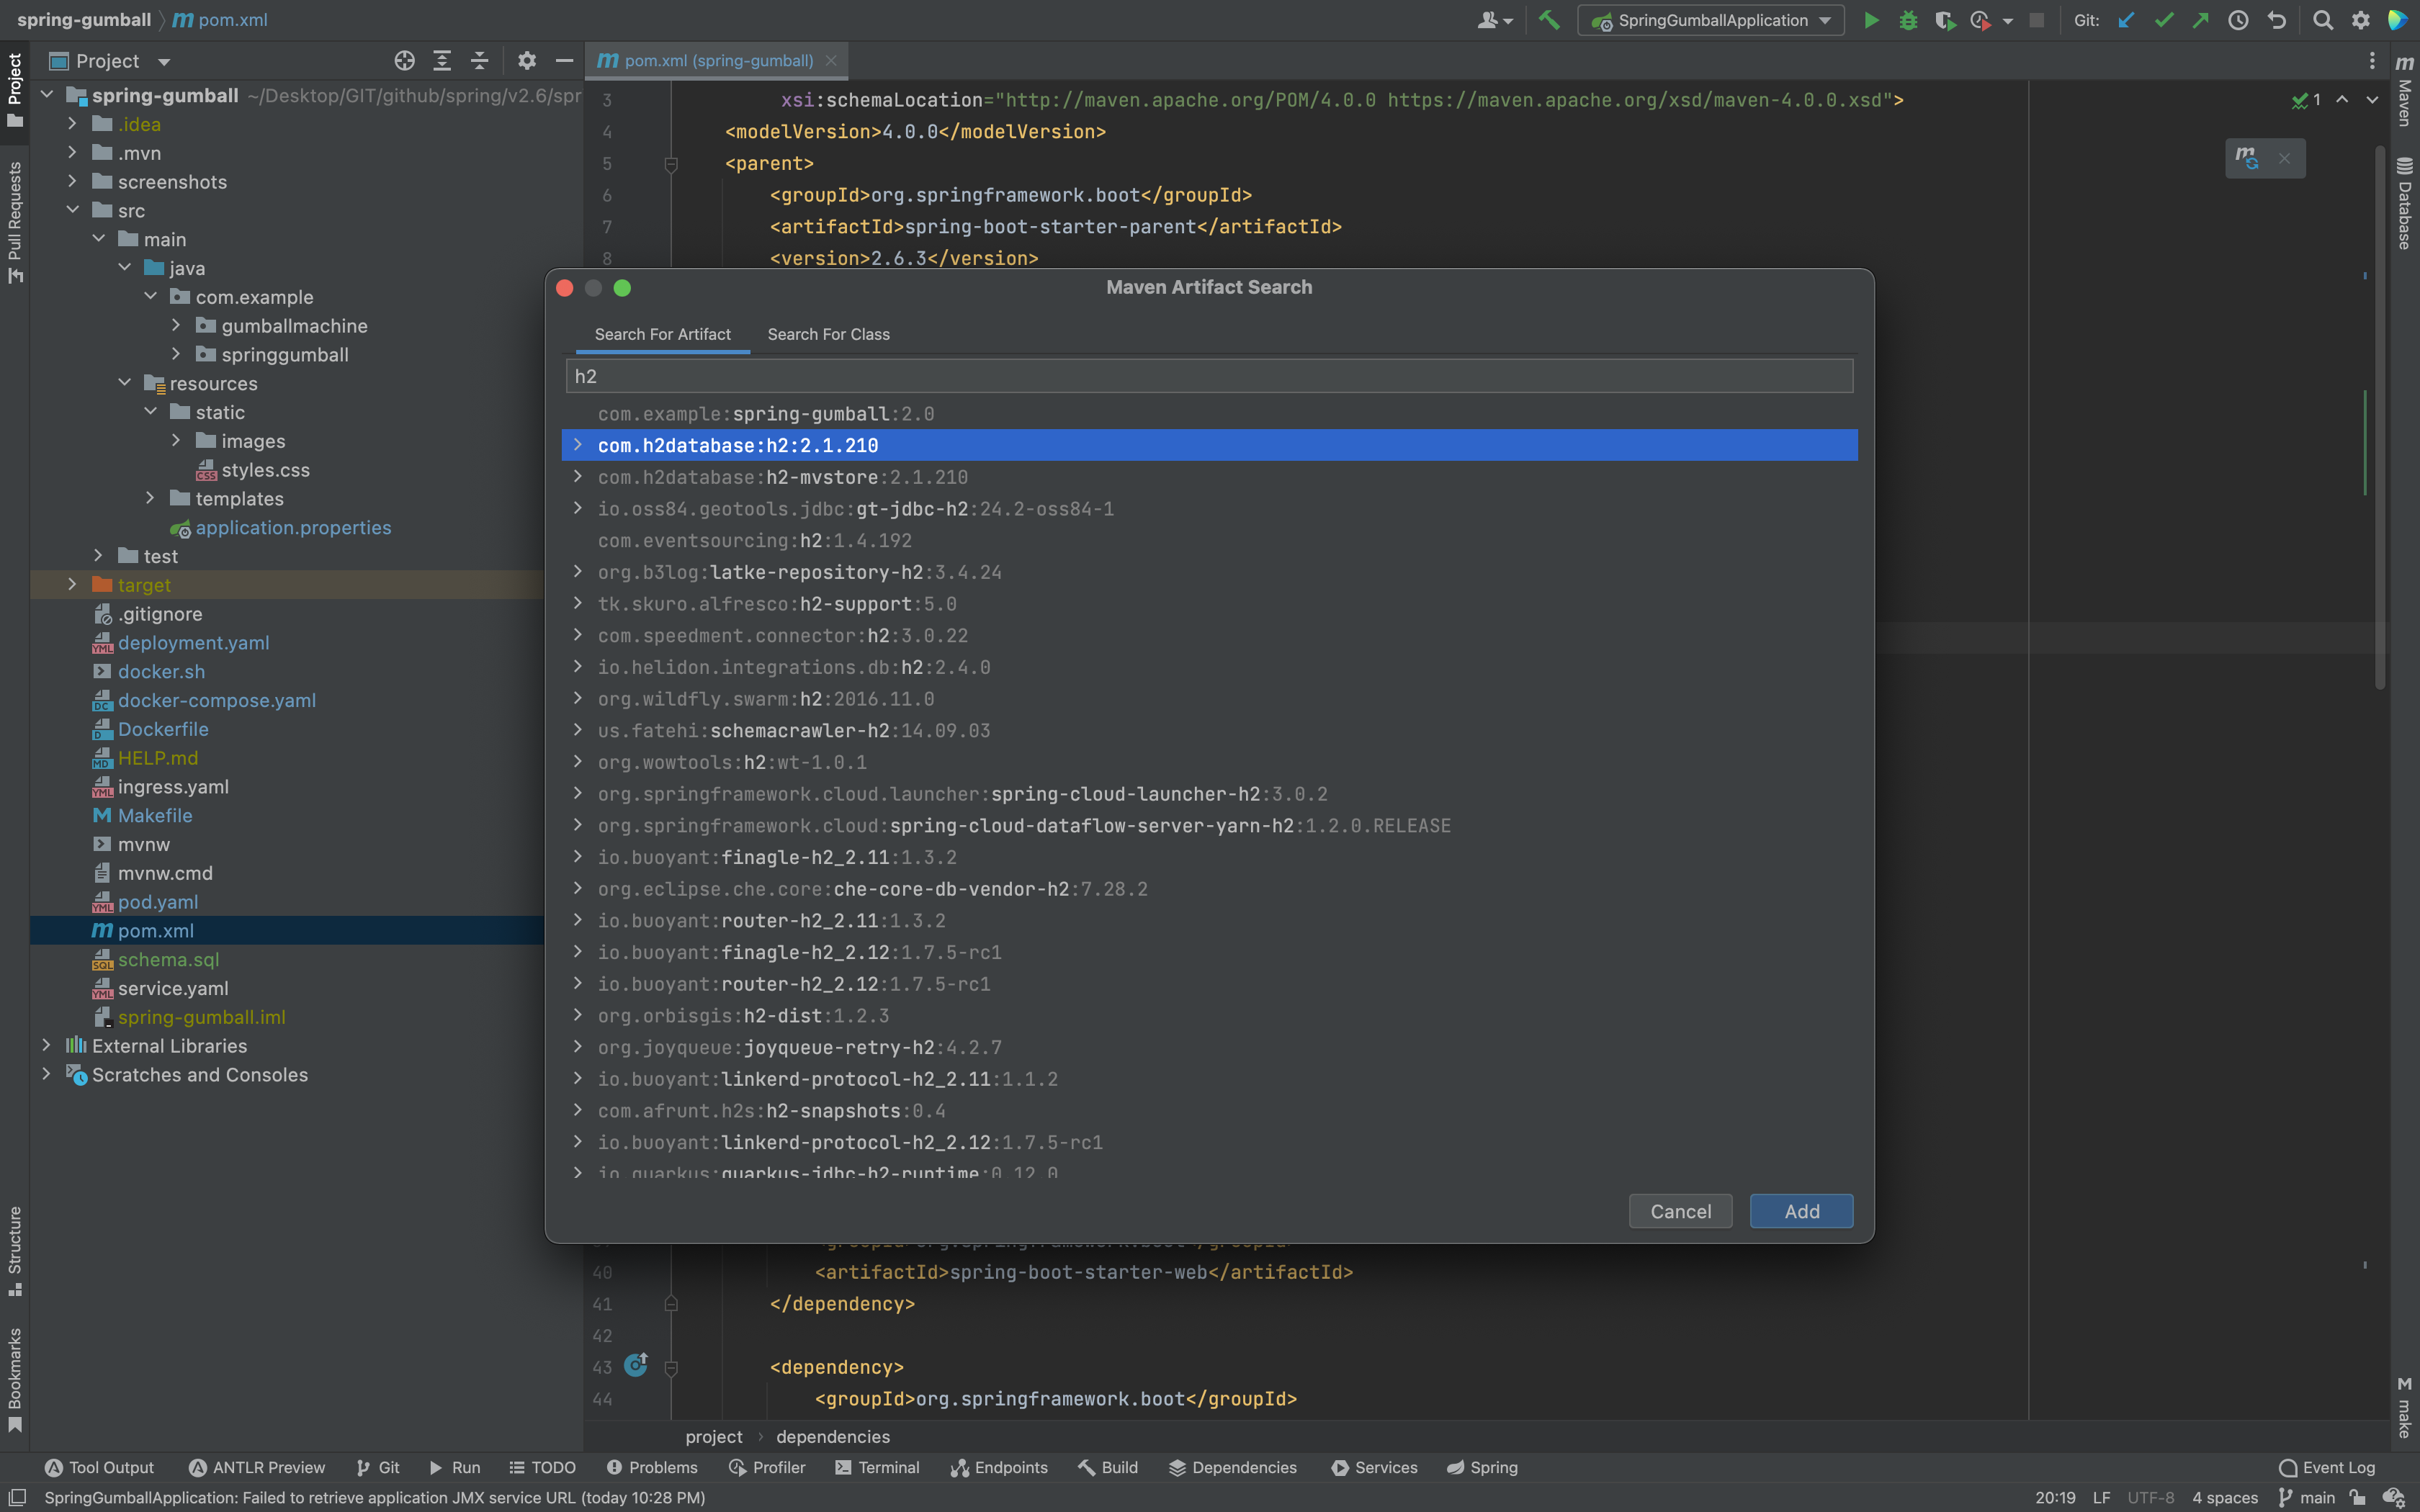 spring-gumball
pom.xml
SpringGumballApplication
Git:
Project
pom.xml (spring-gumball)
spring-gumball ~/Desktop/GIT/github/spring/v2.6/spr
.idea
.mvn
screenshots
src
main
java
com.example
gumballmachine
springgumball
resources
static
images
styles.css
templates
application.properties
test
target
.gitignore
deployment.yaml
docker.sh
docker-compose.yaml
Dockerfile
HELP.md
ingress.yaml
Makefile
mvnw
mvnw.cmd
pod.yaml
pom.xml
schema.sql
service.yaml
spring-gumball.iml
External Libraries
Scratches and Consoles
Project
Pull Requests
Structure
Bookmarks
3 xsi:schemaLocation="http://maven.apache.org/POM/4.0.0 https://maven.apache.org/xsd/maven-4.0.0.xsd">
4 <modelVersion>4.0.0</modelVersion>
5 <parent>
6 <groupId>org.springframework.boot</groupId>
7 <artifactId>spring-boot-starter-parent</artifactId>
8 <version>2.6.3</version>
1
Maven Artifact Search
Search For Artifact Search For Class
h2
com.example:spring-gumball:2.0
com.h2database:h2:2.1.210
com.h2database:h2-mvstore:2.1.210
io.oss84.geotools.jdbc:gt-jdbc-h2:24.2-oss84-1
com.eventsourcing:h2:1.4.192
org.b3log:latke-repository-h2:3.4.24
tk.skuro.alfresco:h2-support:5.0
com.speedment.connector:h2:3.0.22
io.helidon.integrations.db:h2:2.4.0
org.wildfly.swarm:h2:2016.11.0
us.fatehi:schemacrawler-h2:14.09.03
org.wowtools:h2:wt-1.0.1
org.springframework.cloud.launcher:spring-cloud-launcher-h2:3.0.2
org.springframework.cloud:spring-cloud-dataflow-server-yarn-h2:1.2.0.RELEASE
io.buoyant:finagle-h2_2.11:1.3.2
org.eclipse.che.core:che-core-db-vendor-h2:7.28.2
io.buoyant:router-h2_2.11:1.3.2
io.buoyant:finagle-h2_2.12:1.7.5-rc1
io.buoyant:router-h2_2.12:1.7.5-rc1
org.orbisgis:h2-dist:1.2.3
org.joyqueue:joyqueue-retry-h2:4.2.7
io.buoyant:linkerd-protocol-h2_2.11:1.1.2
com.afrunt.h2s:h2-snapshots:0.4
io.buoyant:linkerd-protocol-h2_2.12:1.7.5-rc1
io.quarkus:quarkus-jdbc-h2-runtime:0.12.0
Cancel Add
<groupId>org.springframework.boot</groupId>
40 <artifactId>spring-boot-starter-web</artifactId>
41 </dependency>
42
43 <dependency>
44 <groupId>org.springframework.boot</groupId>
project dependencies
Maven
Database
make
Tool Output ANTLR Preview Git Run TODO Problems Profiler Terminal Endpoints Build Dependencies Services Spring Event Log
SpringGumballApplication: Failed to retrieve application JMX service URL (today 10:28 PM) 20:19 LF UTF-8 4 spaces main